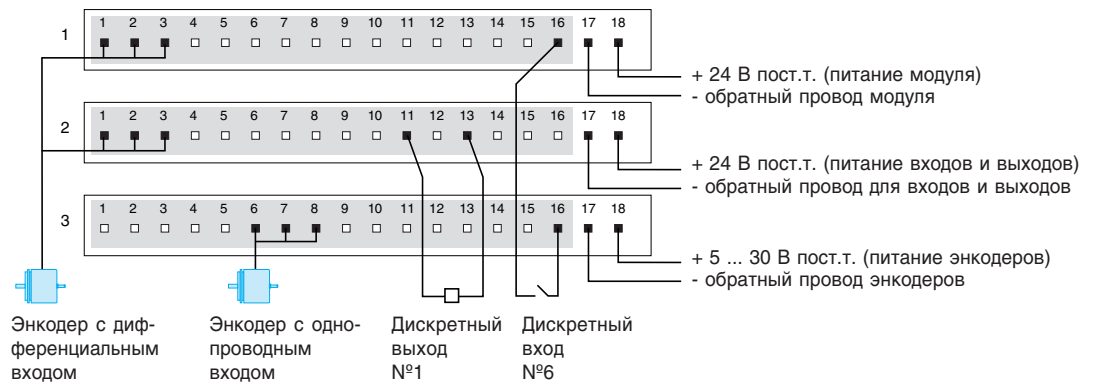 1 2 3 4 5 6 7 8 9 10 11 12 13 14 15 16 17 18
1
+ 24 В пост.т. (питание модуля)
- обратный провод модуля
1 2 3 4 5 6 7 8 9 10 11 12 13 14 15 16 17 18
2
+ 24 В пост.т. (питание входов и выходов)
- обратный провод для входов и выходов
1 2 3 4 5 6 7 8 9 10 11 12 13 14 15 16 17 18
3
+ 5 ... 30 В пост.т. (питание энкодеров)
- обратный провод энкодеров
Энкодер с диф-
ференциальным
входом
Энкодер с одно-
проводным
входом
Дискретный
выход
Nº1
Дискретный
вход
Nº6